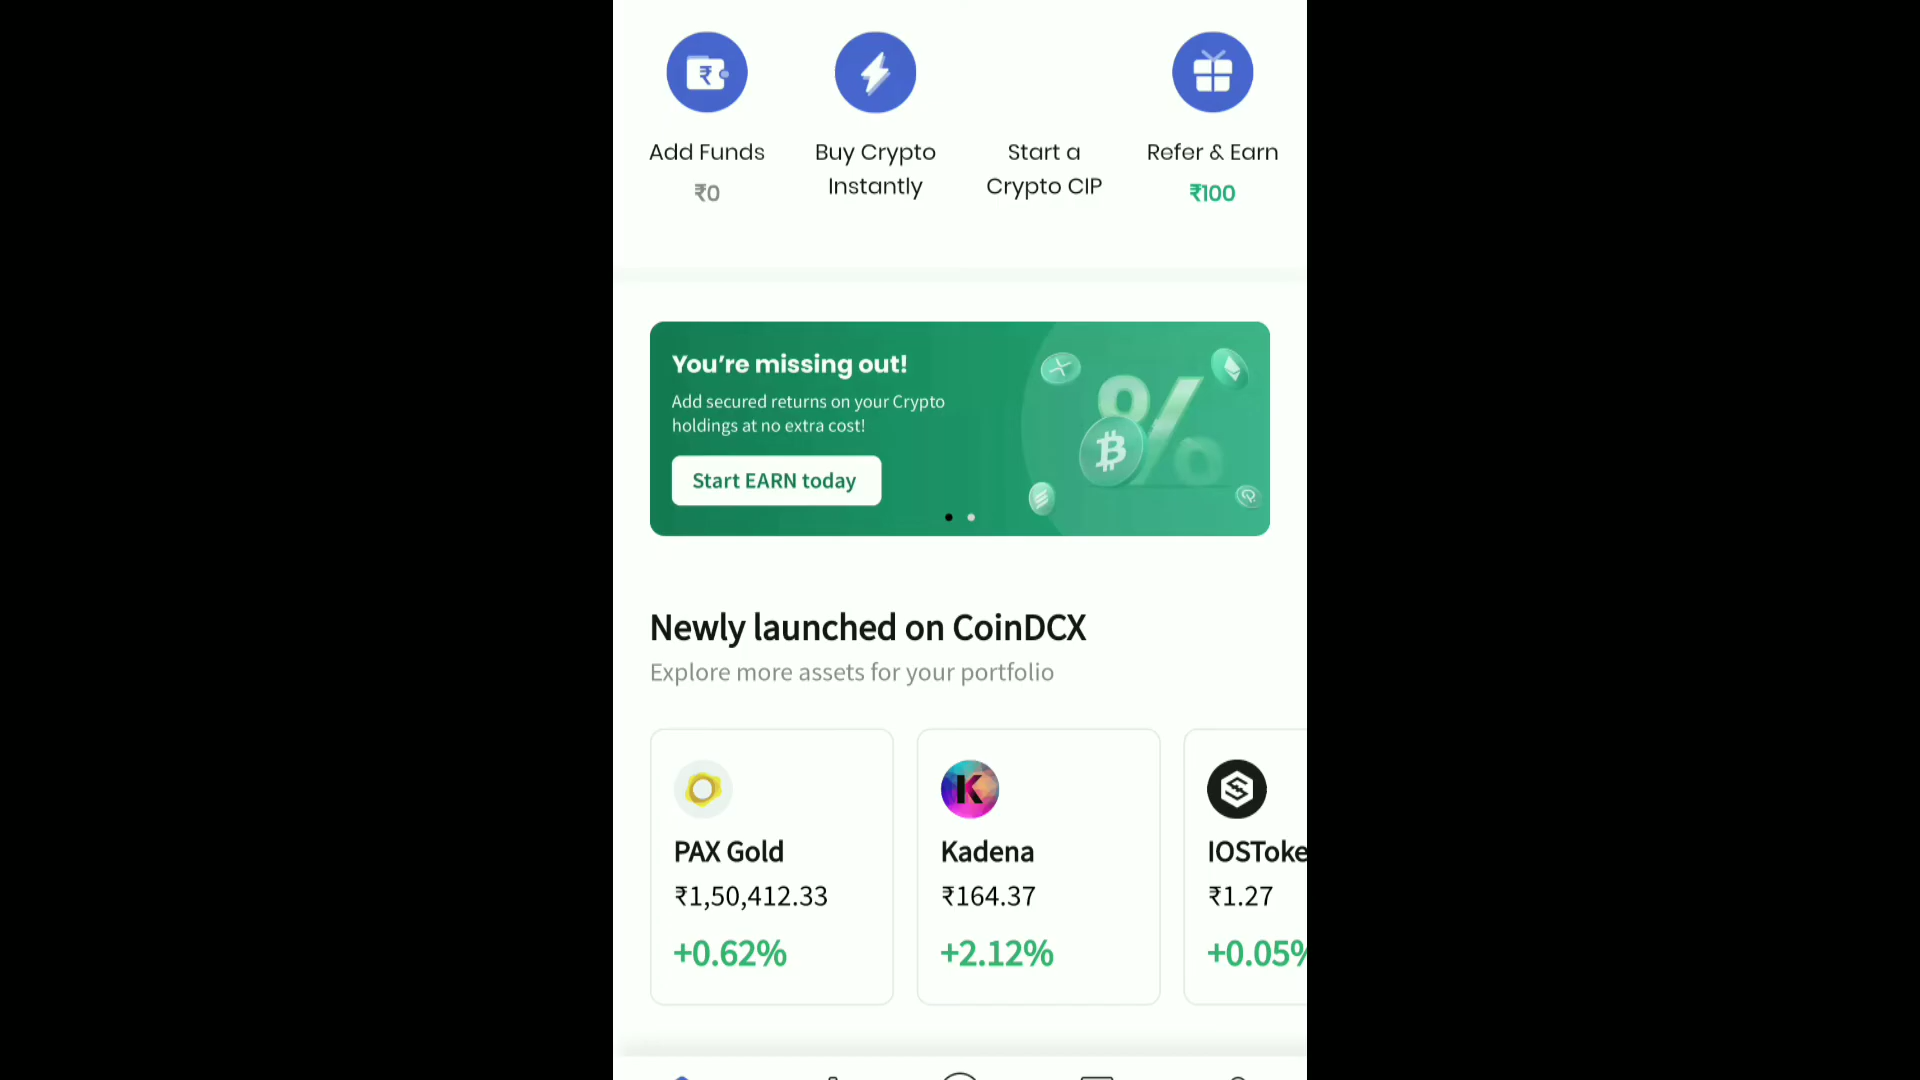 Add Funds
₹0
Buy Crypto
Instantly
Start a
Crypto CIP
Refer & Earn
₹100
You’re missing out!
Add secured returns on your Crypto
holdings at no extra cost!
Start EARN today
Newly launched on CoinDCX
Explore more assets for your portfolio
PAX Gold
₹1,50,412.33
+0.62%
Kadena
₹164.37
+2.12%
IOSToke
₹1.27
+0.05%